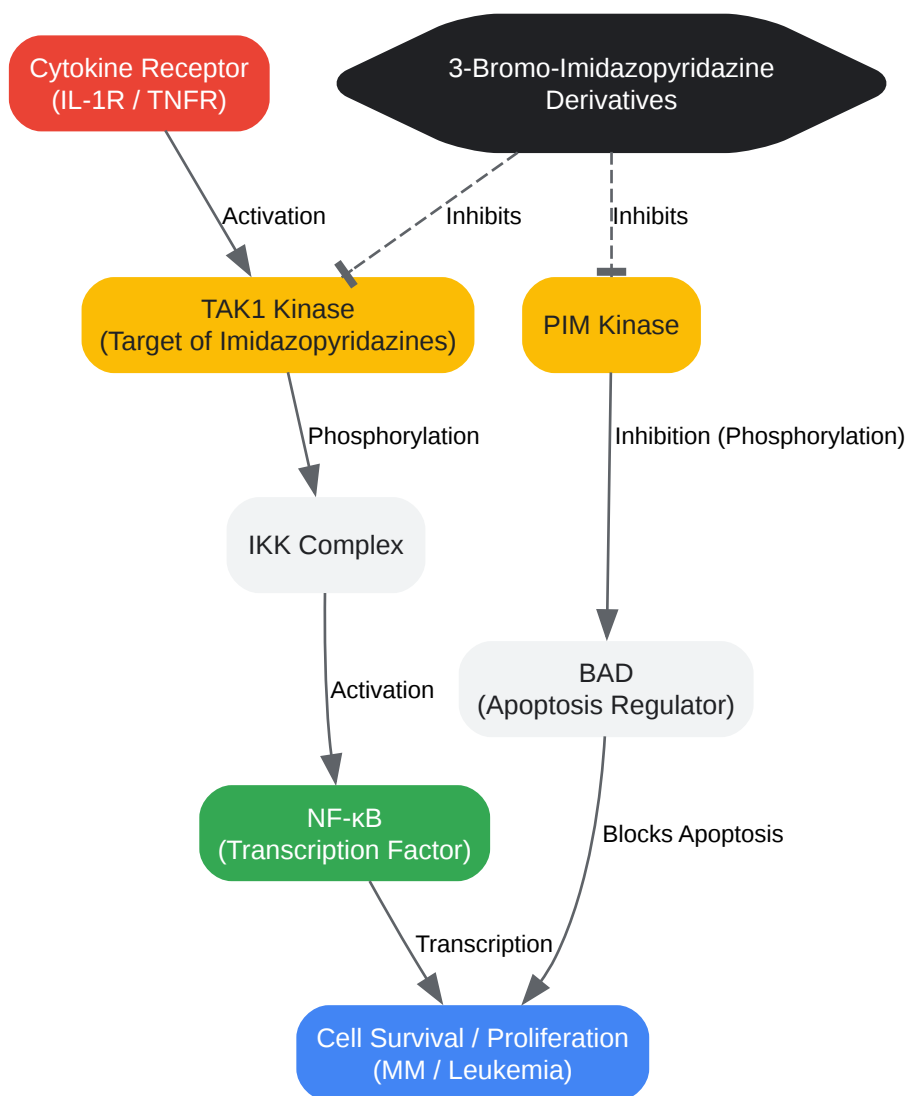 Cytokine Receptor
(IL-1R / TNFR)
3-Bromo-Imidazopyridazine
Derivatives
Activation
Inhibits
Inhibits
TAK1 Kinase
(Target of Imidazopyridazines)
PIM Kinase
Phosphorylation
Inhibition (Phosphorylation)
IKK Complex
BAD
(Apoptosis Regulator)
Activation
NF-κB
(Transcription Factor)
Blocks Apoptosis
Transcription
Cell Survival / Proliferation
(MM / Leukemia)